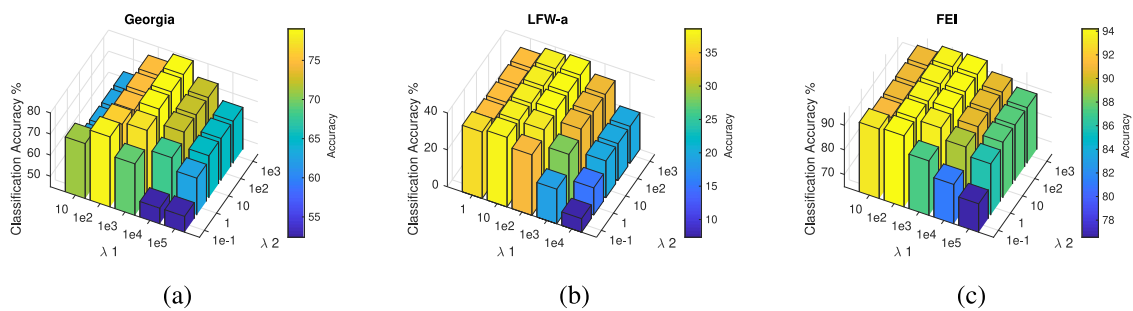 Georgia
Classification Accuracy %
80
70
60
50
10
1e2
1e3
1e4
1e5
λ 1
1e-1
1
10
1e2
1e3
λ 2
75
70
65
60
55
Accuracy
(a)
LFW-a
Classification Accuracy %
40
20
0
1
10
1e2
1e3
1e4
λ 1
1e-1
1
10
1e2
1e3
λ 2
35
30
25
20
15
10
Accuracy
(b)
FEI
Classification Accuracy %
90
80
70
10
1e2
1e3
1e4
1e5
λ 1
1e-1
1
10
1e2
1e3
λ 2
94
92
90
88
86
84
82
80
78
Accuracy
(c)